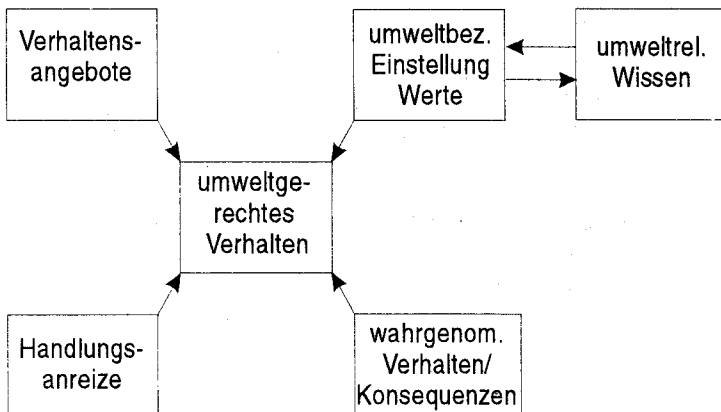 Verhaltens-
angebote
umweltbez.
Einstellung
Werte
umweltrel.
Wissen
umweltge-
rechtes
Verhalten
Handlungs-
anreize
wahrgenom.
Verhalten/
Konsequenzen